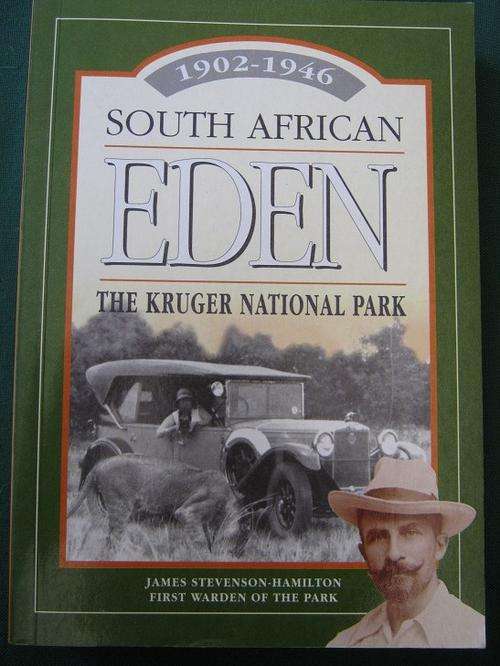 1902-1946
SOUTH AFRICAN
EDEN
THE KRUGER NATIONAL PARK
JAMES STEVENSON-HAMILTON
FIRST WARDEN OF THE PARK